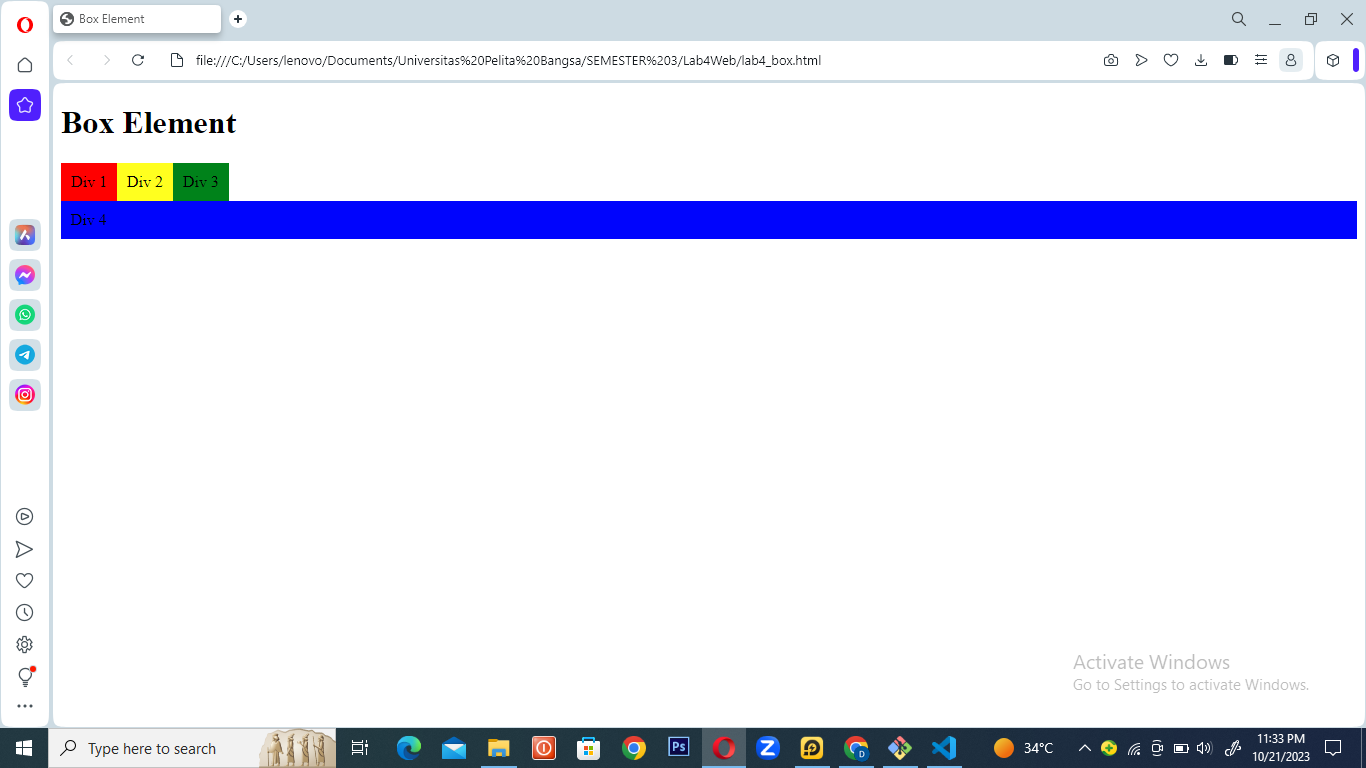 Box Element
file:///C:/Users/lenovo/Documents/Universitas%20Pelita%20Bangsa/SEMESTER%203/Lab4Web/lab4_box.html
Box Element
Div 1 Div 2 Div 3
Div 4
Activate Windows
Go to Settings to activate Windows.
Type here to search
Ps
Z
D
34°C
11:33 PM
10/21/2023